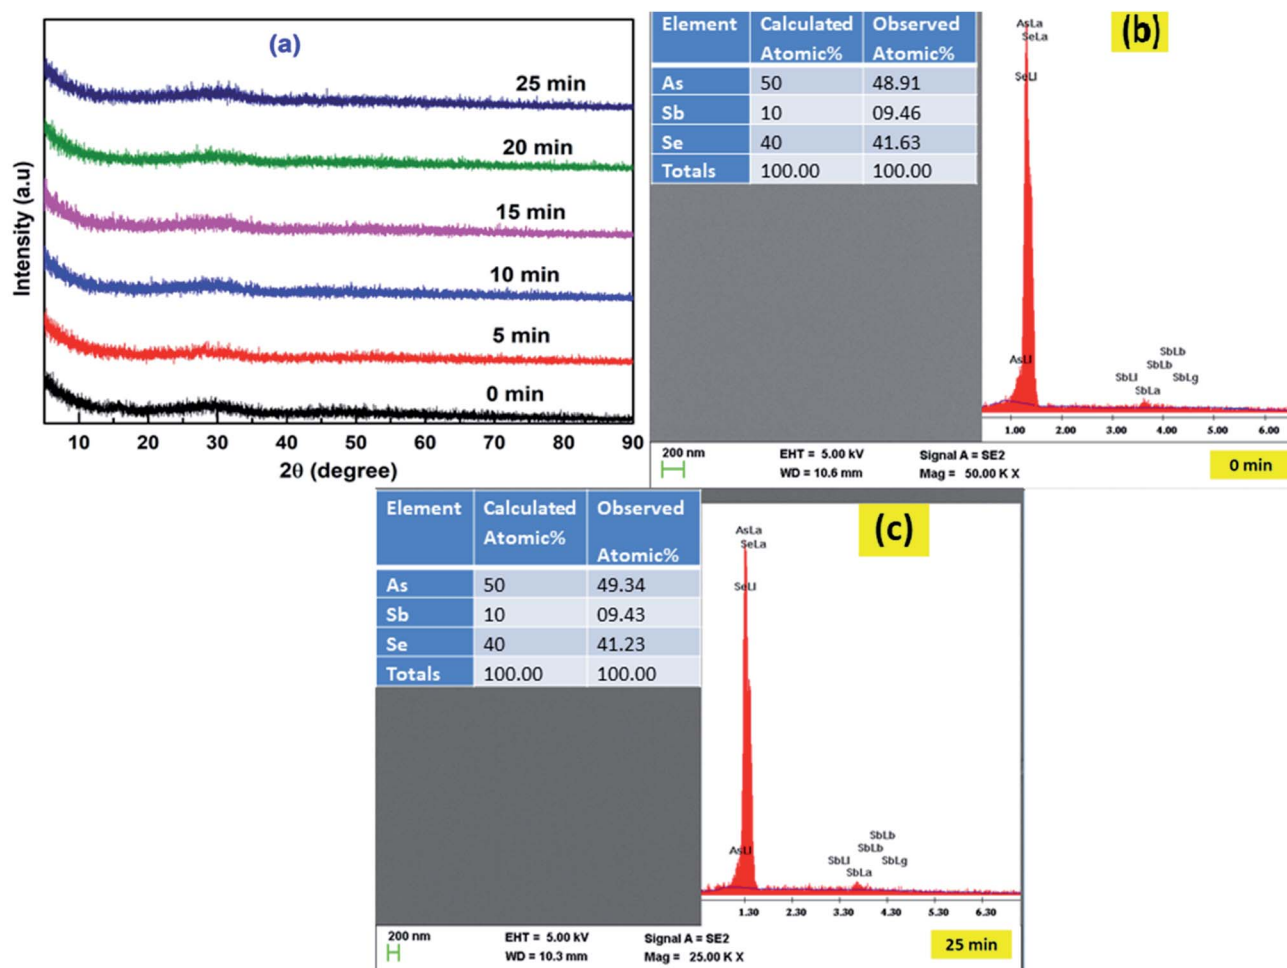 (a)
25 min
20 min
15 min
10 min
5 min
0 min
Intensity (a.u)
10 20 30 40 50 60 70 80 90
2θ (degree)
Element Calculated Atomic% Observed Atomic%
As 50 48.91
Sb 10 09.46
Se 40 41.63
Totals 100.00 100.00
(b)
AsLa
SeLa
SeLl
AsLl
SbLb
SbLb
SbLl SbLg
SbLa
1.00 2.00 3.00 4.00 5.00 6.00
200 nm EHT = 5.00 kV Signal A = SE2
WD = 10.6 mm Mag = 50.00 K X
0 min
Element Calculated Atomic% Observed Atomic%
As 50 49.34
Sb 10 09.43
Se 40 41.23
Totals 100.00 100.00
(c)
AsLa
SeLa
SeLl
AsLl
SbLb
SbLb
SbLl SbLg
SbLa
1.30 2.30 3.30 4.30 5.30 6.30
200 nm EHT = 5.00 kV Signal A = SE2
WD = 10.3 mm Mag = 25.00 K X
25 min